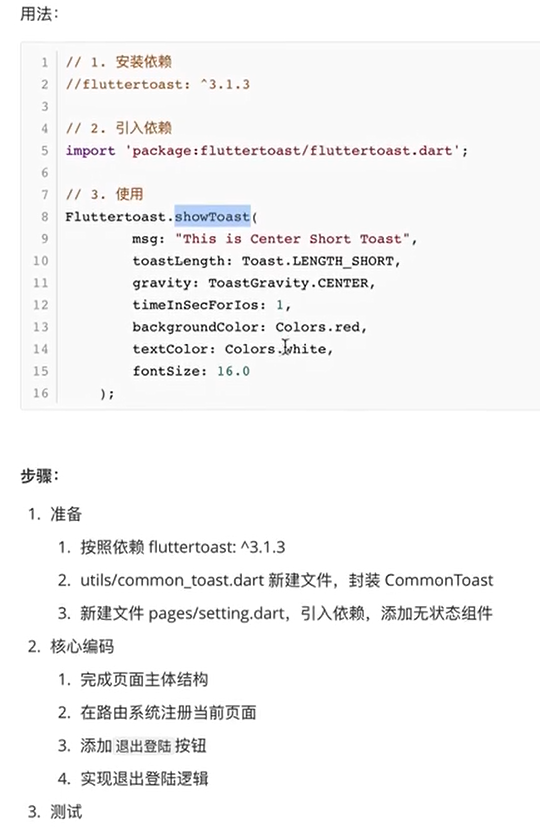 用法：
1 // 1. 安装依赖
2 //fluttertoast: ^3.1.3
3
4 // 2. 引入依赖
5 import 'package:fluttertoast/fluttertoast.dart';
6
7 // 3. 使用
8 Fluttertoast.showToast(
9 msg: "This is Center Short Toast",
10 toastLength: Toast.LENGTH_SHORT,
11 gravity: ToastGravity.CENTER,
12 timeInSecForIos: 1,
13 backgroundColor: Colors.red,
14 textColor: Colors.white,
15 fontSize: 16.0
16 );
步骤：
1. 准备
1. 按照依赖 fluttertoast: ^3.1.3
2. utils/common_toast.dart 新建文件，封装 CommonToast
3. 新建文件 pages/setting.dart，引入依赖，添加无状态组件
2. 核心编码
1. 完成页面主体结构
2. 在路由系统注册当前页面
3. 添加 退出登陆 按钮
4. 实现退出登陆逻辑
3. 测试